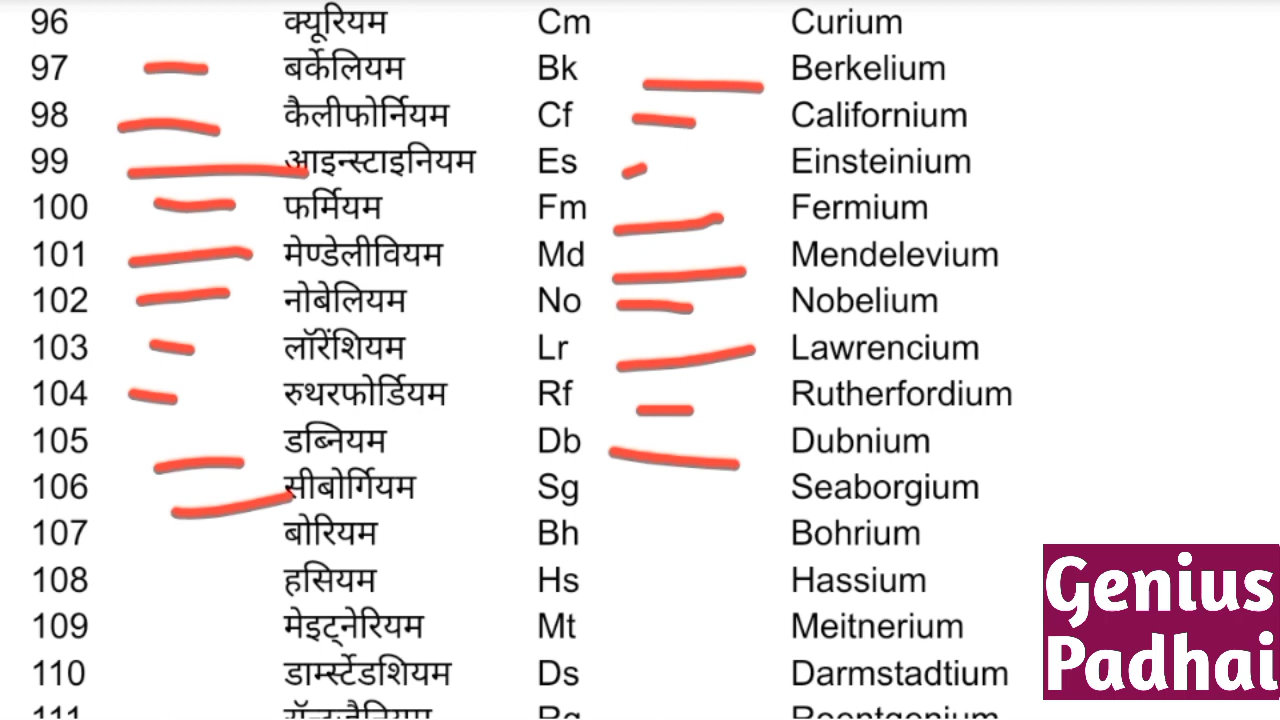 96 क्यूरियम Cm Curium
97 बर्केलियम Bk Berkelium
98 कैलीफोर्नियम Cf Californium
99 आइन्स्टाइनियम Es Einsteinium
100 फर्मियम Fm Fermium
101 मेण्डेलीवियम Md Mendelevium
102 नोबेलियम No Nobelium
103 लॉरेंशियम Lr Lawrencium
104 रुथरफोर्डियम Rf Rutherfordium
105 डब्नियम Db Dubnium
106 सीबोर्गियम Sg Seaborgium
107 बोरियम Bh Bohrium
108 हसियम Hs Hassium
109 मेइट्नेरियम Mt Meitnerium
110 डार्म्स्टेडशियम Ds Darmstadtium
111 Rg Roentgenium
Genius
Padhai